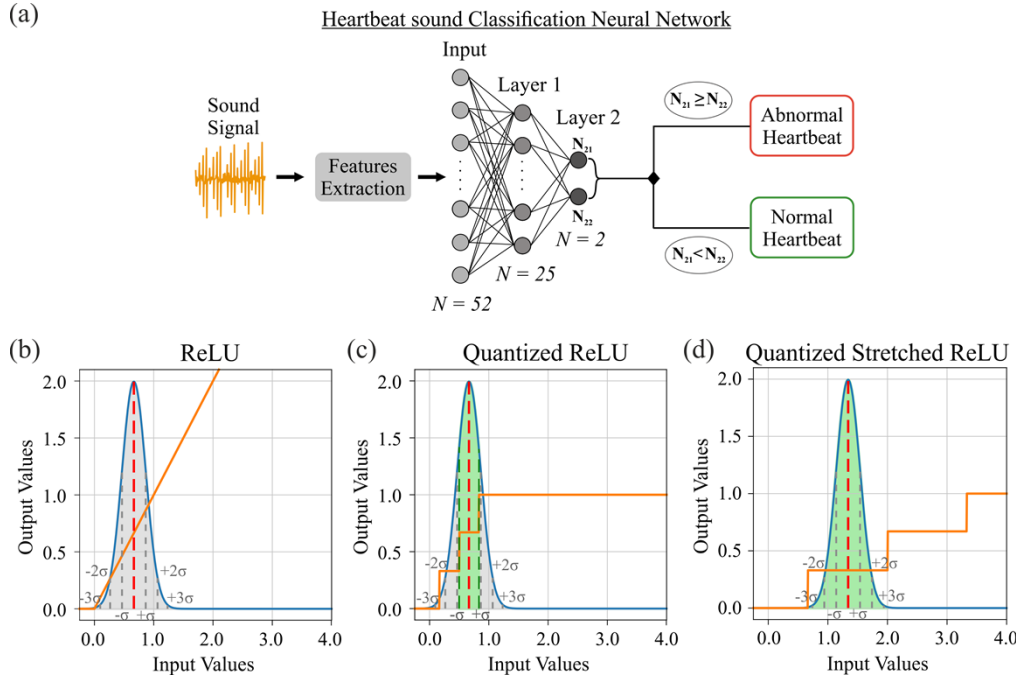 (a)
Heartbeat sound Classification Neural Network
Input
Layer 1
Layer 2
Sound
Signal
Features
Extraction
N₂₁
N₂₂
N = 2
N = 25
N = 52
N₂₁ ≥ N₂₂
Abnormal
Heartbeat
N₂₁ < N₂₂
Normal
Heartbeat
(b)
ReLU
Output Values
2.0
1.5
1.0
0.5
0.0
-2σ
+2σ
-3σ
+3σ
-σ
+σ
0.0 1.0 2.0 3.0 4.0
Input Values
(c)
Quantized ReLU
Output Values
2.0
1.5
1.0
0.5
0.0
-2σ
+2σ
-3σ
+3σ
-σ
+σ
0.0 1.0 2.0 3.0 4.0
Input Values
(d)
Quantized Stretched ReLU
Output Values
2.0
1.5
1.0
0.5
0.0
-2σ
+2σ
-3σ
+3σ
-σ
+σ
0.0 1.0 2.0 3.0 4.0
Input Values